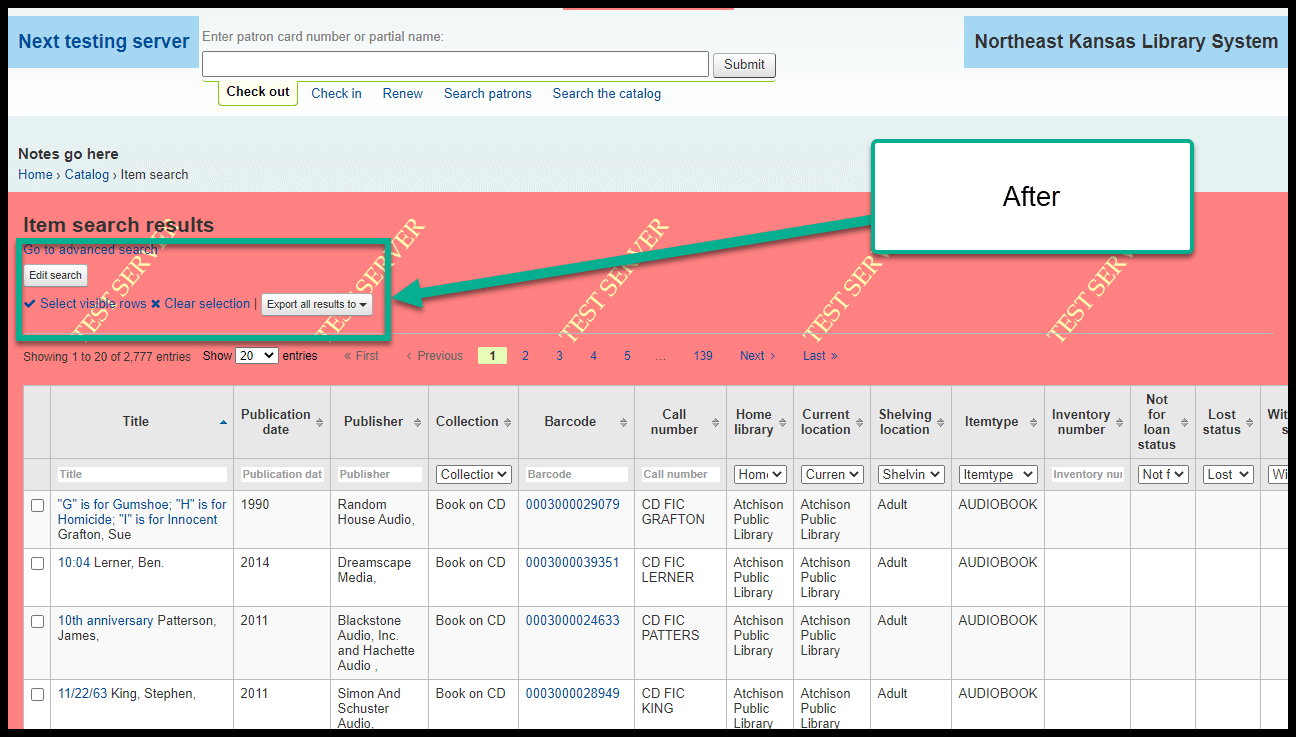 Next testing server
Enter patron card number or partial name:
Submit
Northeast Kansas Library System
Check out Check in Renew Search patrons Search the catalog
Notes go here
Home › Catalog › Item search
After
Item search results
Go to advanced search
Edit search
Select visible rows Clear selection | Export all results to
TEST SERVER TEST SERVER TEST SERVER TEST SERVER TEST SERVER
Showing 1 to 20 of 2,777 entries Show 20 entries « First ‹ Previous 1 2 3 4 5 … 139 Next › Last »
Title Publication date Publisher Collection Barcode Call number Home library Current location Shelving location Itemtype Inventory number Not for loan status Lost status Wit s
Title Publication dat Publisher Collection Barcode Call number Hom Curren Shelvin Itemtype Inventory nur Not f Lost Wi
"G" is for Gumshoe; "H" is for 1990 Random Book on CD 0003000029079 CD FIC Atchison Atchison Adult AUDIOBOOK
Homicide; "I" is for Innocent House Audio, GRAFTON Public Public
Grafton, Sue Library Library
10:04 Lerner, Ben. 2014 Dreamscape Book on CD 0003000039351 CD FIC Atchison Atchison Adult AUDIOBOOK
Media, LERNER Public Public
Library Library
10th anniversary Patterson, 2011 Blackstone Book on CD 0003000024633 CD FIC Atchison Atchison Adult AUDIOBOOK
James, Audio, Inc. PATTERS Public Public
and Hachette Library Library
Audio ,
11/22/63 King, Stephen, 2011 Simon And Book on CD 0003000028949 CD FIC Atchison Atchison Adult AUDIOBOOK
Schuster KING Public Public
Audio, Library Library